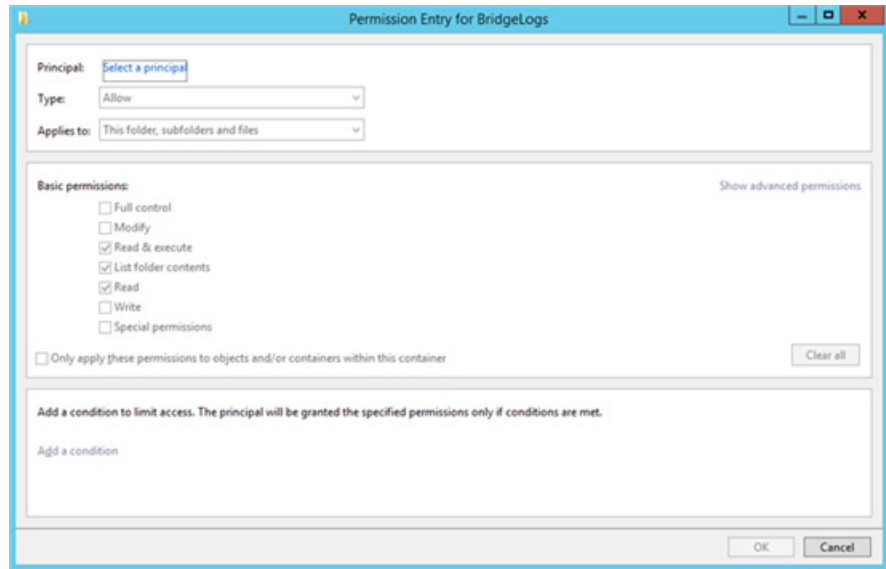 Permission Entry for BridgeLogs
Principal: Select a principal
Type: Allow
Applies to: This folder, subfolders and files
Basic permissions: Show advanced permissions
Full control
Modify
Read & execute
List folder contents
Read
Write
Special permissions
Only apply these permissions to objects and/or containers within this container Clear all
Add a condition to limit access. The principal will be granted the specified permissions only if conditions are met.
Add a condition
OK Cancel